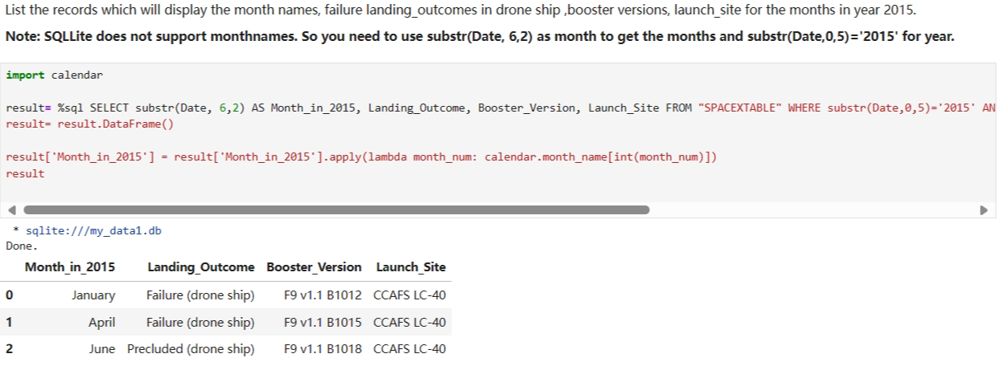 List the records which will display the month names, failure landing_outcomes in drone ship ,booster versions, launch_site for the months in year 2015.
Note: SQLLite does not support monthnames. So you need to use substr(Date, 6,2) as month to get the months and substr(Date,0,5)='2015' for year.
import calendar
result= %sql SELECT substr(Date, 6,2) AS Month_in_2015, Landing_Outcome, Booster_Version, Launch_Site FROM "SPACEXTABLE" WHERE substr(Date,0,5)='2015' AN
result= result.DataFrame()
result['Month_in_2015'] = result['Month_in_2015'].apply(lambda month_num: calendar.month_name[int(month_num)])
result
* sqlite:///my_data1.db
Done.
Month_in_2015 Landing_Outcome Booster_Version Launch_Site
0 January Failure (drone ship) F9 v1.1 B1012 CCAFS LC-40
1 April Failure (drone ship) F9 v1.1 B1015 CCAFS LC-40
2 June Precluded (drone ship) F9 v1.1 B1018 CCAFS LC-40